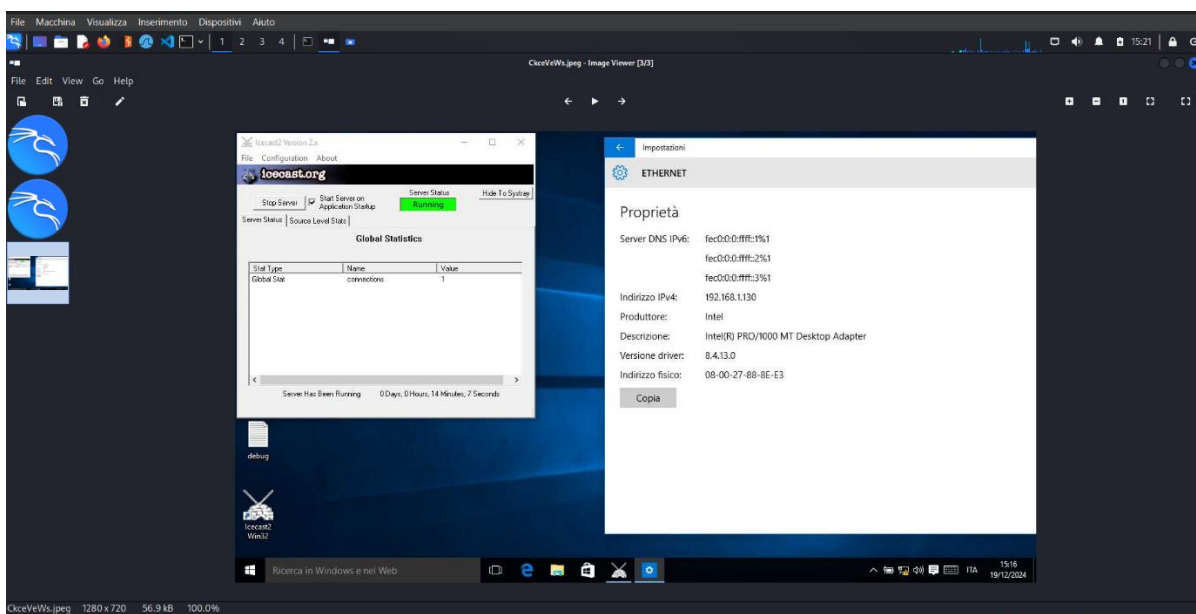 File Macchina Visualizza Inserimento Dispositivi Aiuto
1 2 3 4 15:21
CkceVeWs.jpeg - Image Viewer [3/3]
File Edit View Go Help
Icecast2 Version 2.x
File Configuration About
icecast.org
Stop Server
Start Server on
Application Startup
Server Status
Running
Hide To Systray
Server Status Source Level Stats
Global Statistics
Stat Type Name Value
Global Stat connections 1
Server Has Been Running 0 Days, 0 Hours, 14 Minutes, 7 Seconds
debug
Icecast2
Win32
Impostazioni
ETHERNET
Proprietà
Server DNS IPv6: fec0:0:0:ffff::1%1
fec0:0:0:ffff::2%1
fec0:0:0:ffff::3%1
Indirizzo IPv4: 192.168.1.130
Produttore: Intel
Descrizione: Intel(R) PRO/1000 MT Desktop Adapter
Versione driver: 8.4.13.0
Indirizzo fisico: 08-00-27-88-8E-E3
Copia
Ricerca in Windows e nel Web
ITA
15:16
19/12/2024
CkceVeWs.jpeg 1280 x 720 56.9 kB 100.0%